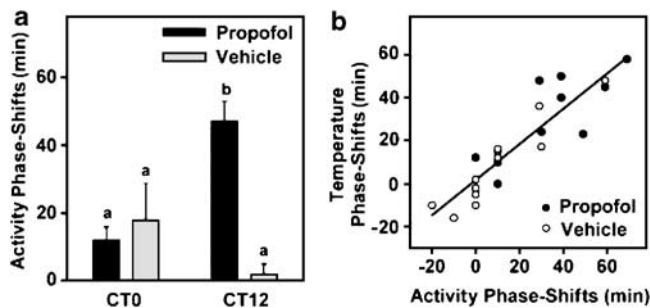 a
Propofol
Vehicle
Activity Phase-Shifts (min)
60
40
20
0
a
a
b
a
CT0
CT12
b
Temperature
Phase-Shifts (min)
60
40
20
0
-20
Propofol
Vehicle
-20
0
20
40
60
Activity Phase-Shifts (min)